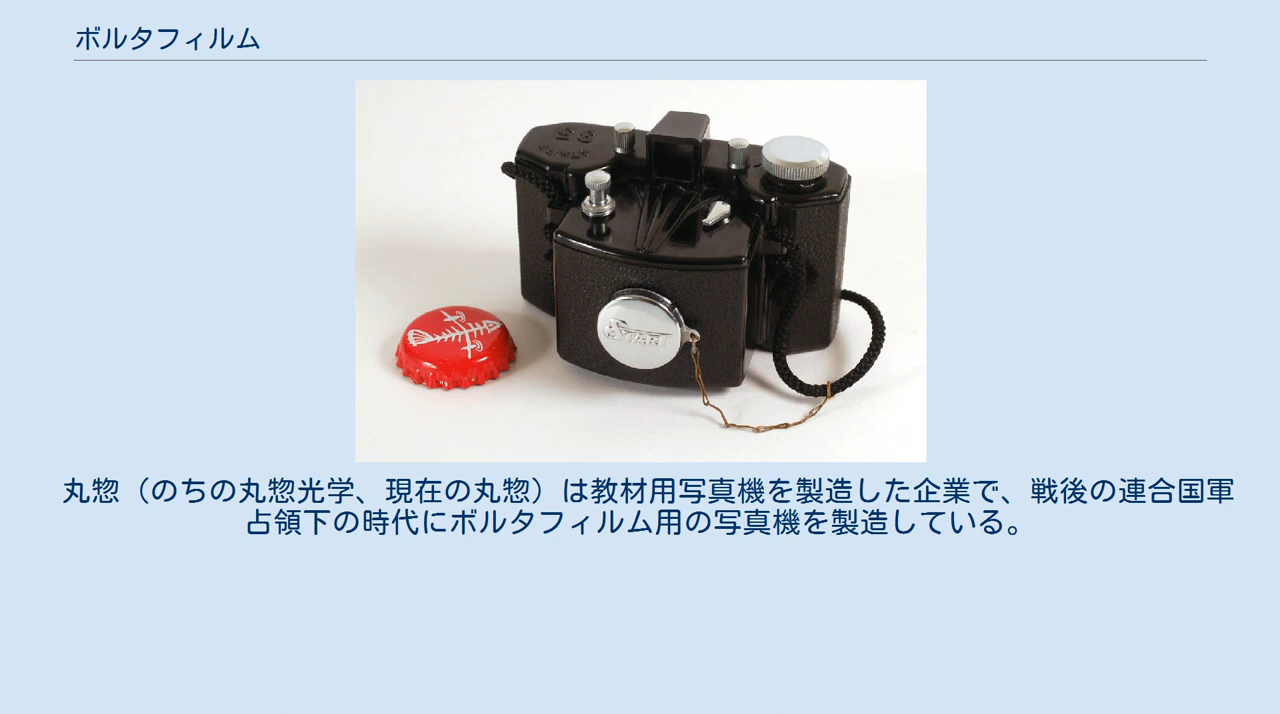 ボルタフィルム
START
丸惣（のちの丸惣光学、現在の丸惣）は教材用写真機を製造した企業で、戦後の連合国軍
占領下の時代にボルタフィルム用の写真機を製造している。